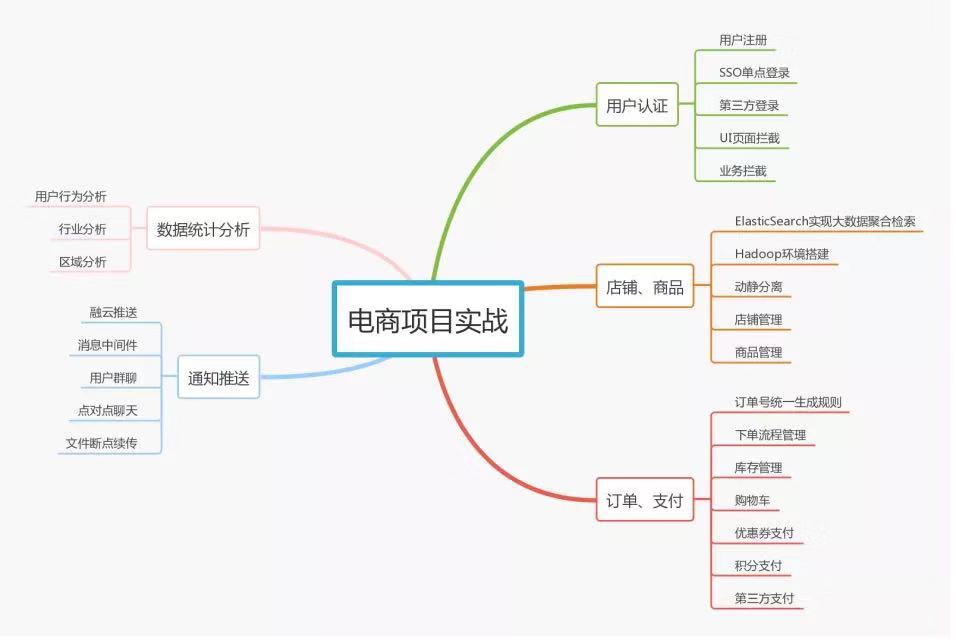 电商项目实战
用户认证
用户注册
SSO单点登录
第三方登录
UI页面拦截
业务拦截
店铺、商品
ElasticSearch实现大数据聚合检索
Hadoop环境搭建
动静分离
店铺管理
商品管理
订单、支付
订单号统一生成规则
下单流程管理
库存管理
购物车
优惠券支付
积分支付
第三方支付
数据统计分析
用户行为分析
行业分析
区域分析
通知推送
融云推送
消息中间件
用户群聊
点对点聊天
文件断点续传